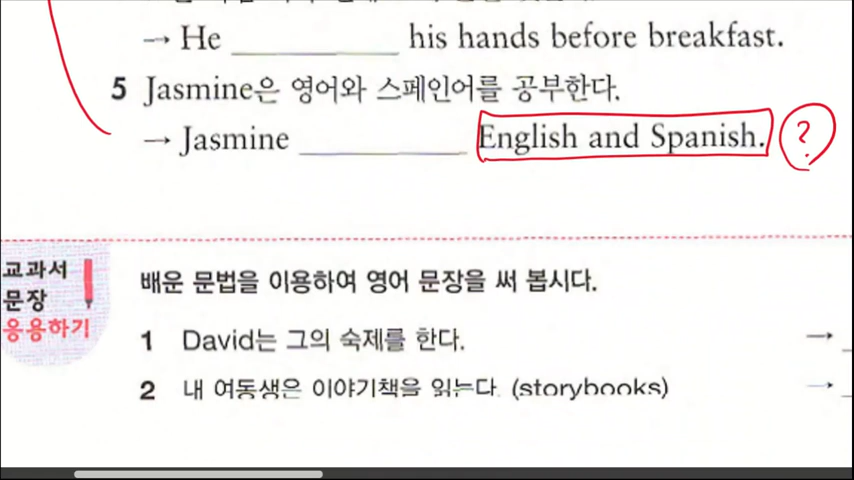 → He __________ his hands before breakfast.
5 Jasmine은 영어와 스페인어를 공부한다.
→ Jasmine __________ English and Spanish. ?
교과서
문장
응용하기
배운 문법을 이용하여 영어 문장을 써 봅시다.
1 David는 그의 숙제를 한다. →
2 내 여동생은 이야기책을 읽는다. (storybooks) →